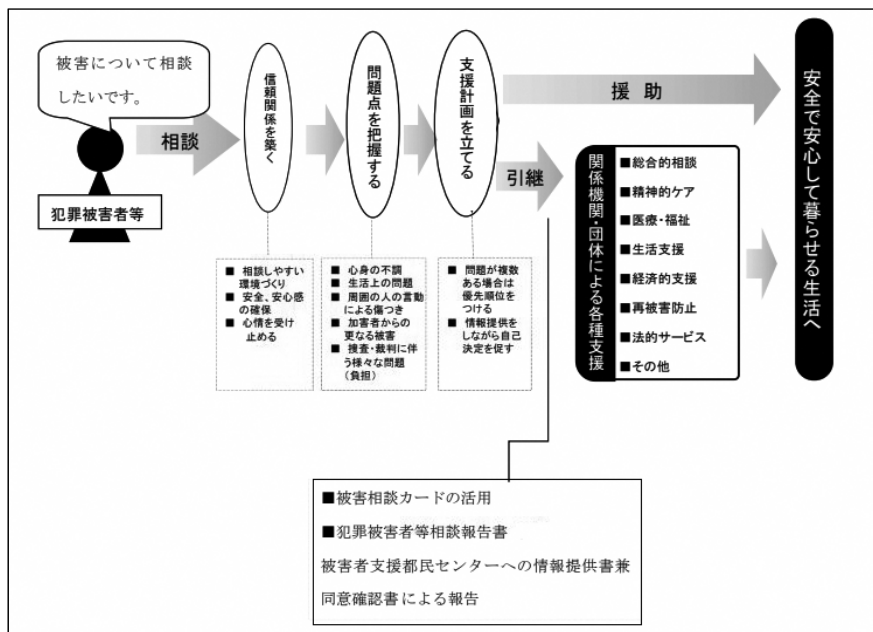 被害について相談
したいです。
犯罪被害者等
相談
信頼関係を築く
問題点を把握する
支援計画を立てる
援 助
引継
■ 相談しやすい
環境づくり
■ 安全、安心感
の確保
■ 心情を受け
止める
■ 心身の不調
■ 生活上の問題
■ 周囲の人の言動
による傷つき
■ 加害者からの
更なる被害
■ 捜査・裁判に伴
う様々な問題
(負担)
■ 問題が複数
ある場合は
優先順位を
つける
■ 情報提供を
しながら自己
決定を促す
関係機関・団体による各種支援
■総合的相談
■精神的ケア
■医療・福祉
■生活支援
■経済的支援
■再被害防止
■法的サービス
■その他
安全で安心して暮らせる生活へ
■被害相談カードの活用
■犯罪被害者等相談報告書
被害者支援都民センターへの情報提供書兼
同意確認書による報告